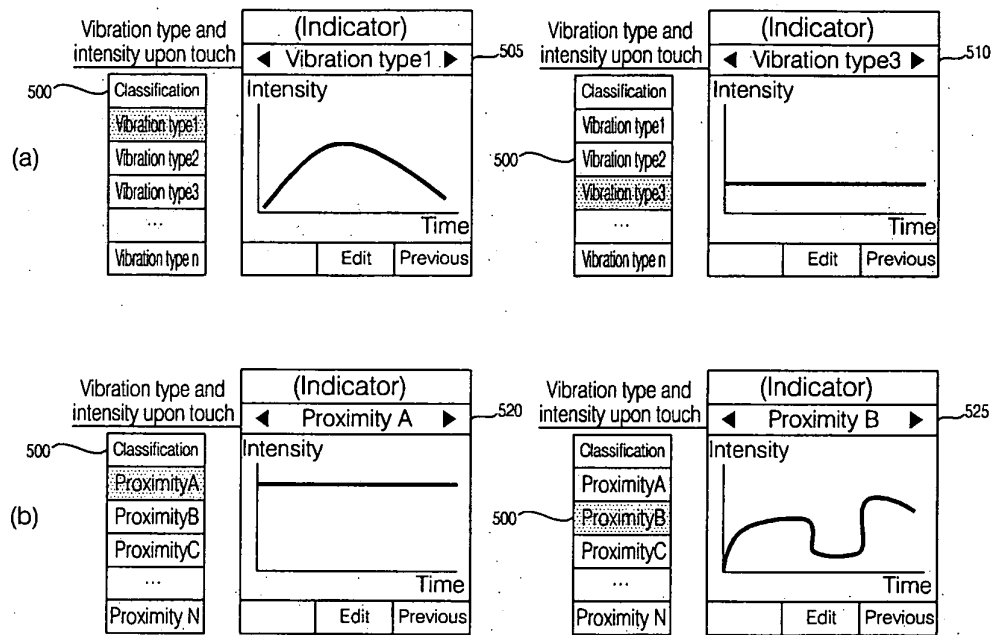 Vibration type and
intensity upon touch
500
Classification
Vibration type1
Vibration type2
Vibration type3
...
Vibration type n
(Indicator)
◀ Vibration type1 ▶
505
Intensity
Time
Edit
Previous
Vibration type and
intensity upon touch
500
Classification
Vibration type1
Vibration type2
Vibration type3
...
Vibration type n
(Indicator)
◀ Vibration type3 ▶
510
Intensity
Time
Edit
Previous
(a)
Vibration type and
intensity upon touch
500
Classification
ProximityA
ProximityB
ProximityC
...
Proximity N
(Indicator)
◀ Proximity A ▶
520
Intensity
Time
Edit
Previous
Vibration type and
intensity upon touch
500
Classification
ProximityA
ProximityB
ProximityC
...
Proximity N
(Indicator)
◀ Proximity B ▶
525
Intensity
Time
Edit
Previous
(b)